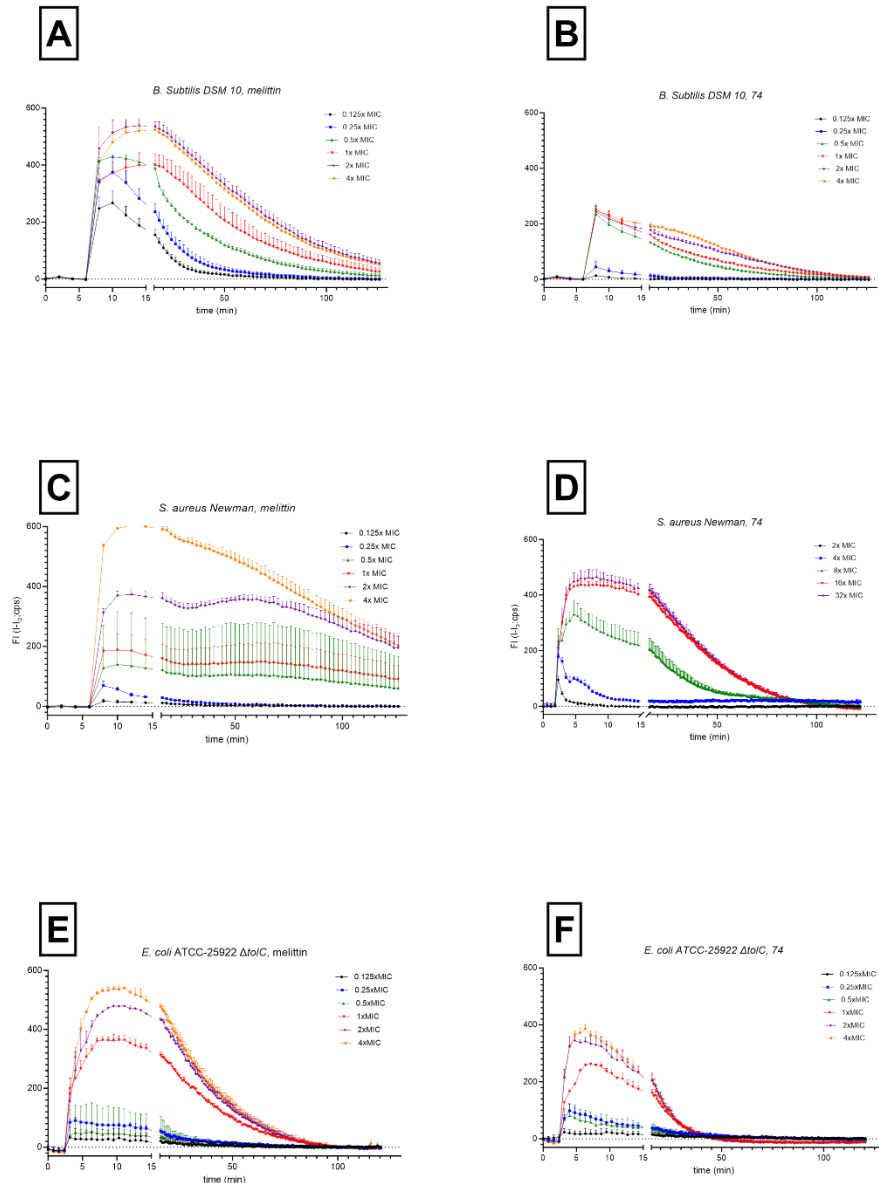 A
B. Subtilis DSM 10, melittin
600
400
200
0
0.125x MIC
0.25x MIC
0.5x MIC
1x MIC
2x MIC
4x MIC
0 5 10 15 50 100
time (min)
B
B. Subtilis DSM 10, 74
600
400
200
0
0.125x MIC
0.25x MIC
0.5x MIC
1x MIC
2x MIC
4x MIC
0 5 10 15 50 100
time (min)
C
S. aureus Newman, melittin
FI (I-I₀;cps)
600
400
200
0
0.125x MIC
0.25x MIC
0.5x MIC
1x MIC
2x MIC
4x MIC
0 5 10 15 50 100
time (min)
D
S. aureus Newman, 74
FI (I-I₀;cps)
600
400
200
0
2x MIC
4x MIC
8x MIC
16x MIC
32x MIC
0 5 10 15 50 100
time (min)
E
E. coli ATCC-25922 ΔtolC, melittin
600
400
200
0
0.125xMIC
0.25xMIC
0.5xMIC
1xMIC
2xMIC
4xMIC
0 5 10 15 50 100
time (min)
F
E. coli ATCC-25922 ΔtolC, 74
600
400
200
0
0.125xMIC
0.25xMIC
0.5xMIC
1xMIC
2xMIC
4xMIC
0 5 10 15 50 100
time (min)